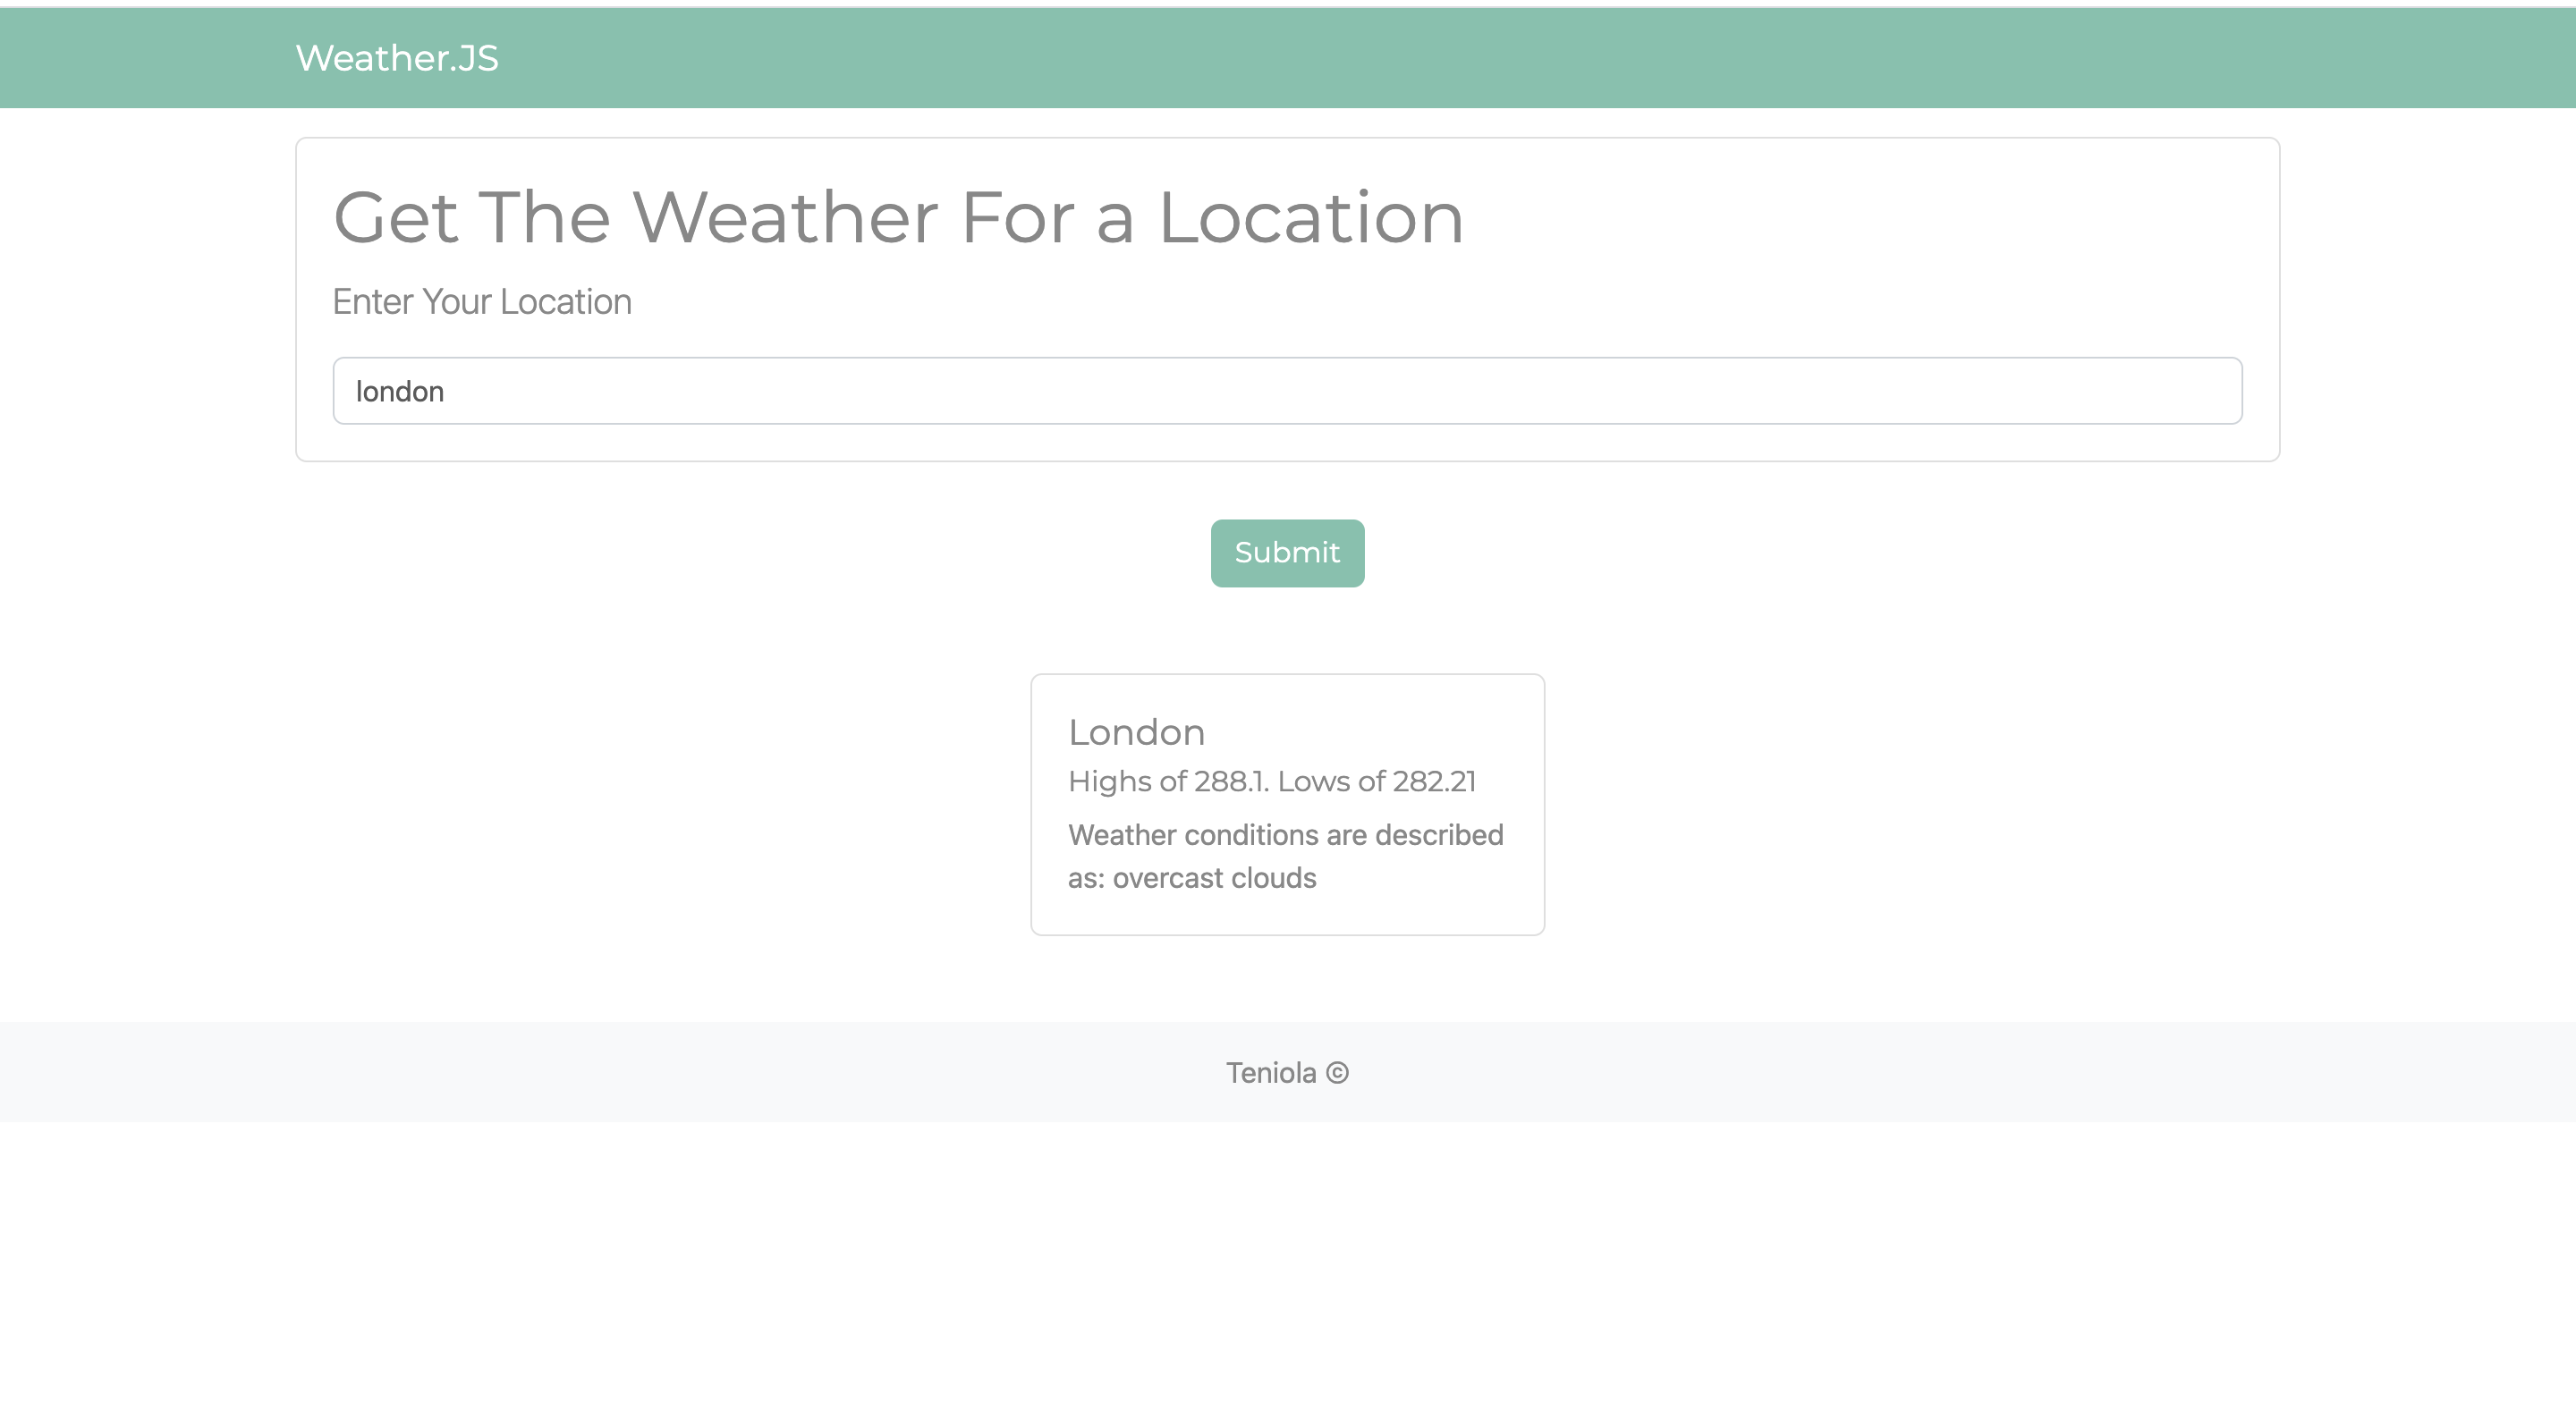 Weather.JS
Get The Weather For a Location
Enter Your Location
london
Submit
London
Highs of 288.1. Lows of 282.21
Weather conditions are described
as: overcast clouds
Teniola ©